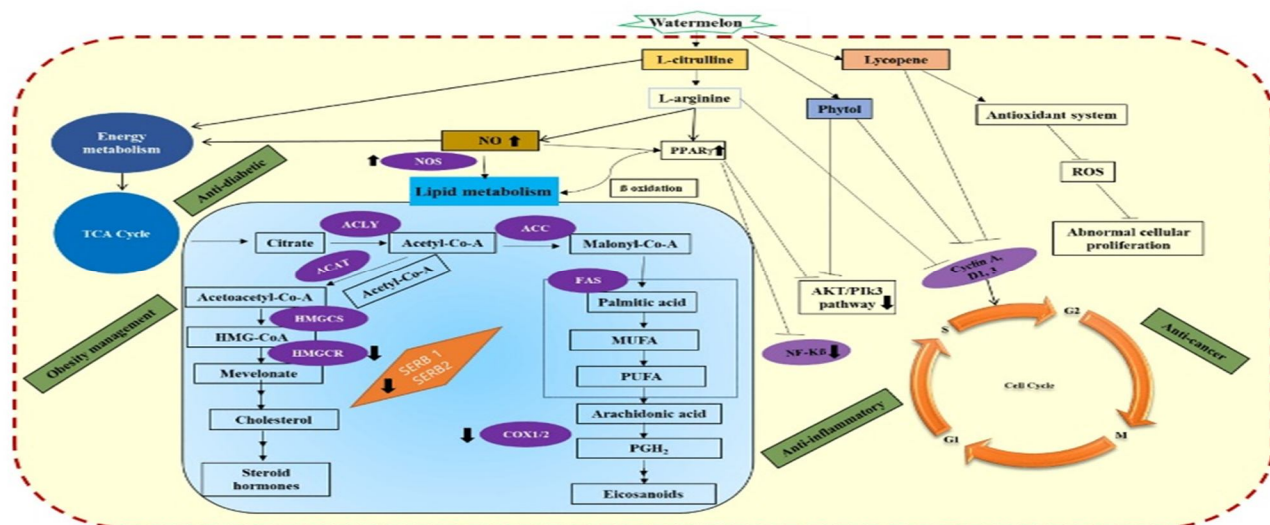 Watermelon
L-citrulline
Lycopene
L-arginine
Phytol
Antioxidant system
Energy
metabolism
NO
PPARγ
NOS
ROS
Anti-diabetic
Lipid metabolism
β oxidation
TCA Cycle
Abnormal cellular
proliferation
Citrate
ACLY
Acetyl-Co-A
ACC
Malonyl-Co-A
ACAT
Acetyl-Co-A
FAS
Cyclin A,
D1, 3
Acetoacetyl-Co-A
Palmitic acid
AKT/PIk3
pathway
HMGCS
HMG-CoA
MUFA
HMGCR
SERB 1
SERB2
NF-Kβ
Obesity management
Mevelonate
PUFA
Cholesterol
Arachidonic acid
COX1/2
PGH2
Steroid
hormones
Eicosanoids
Anti-inflammatory
Anti-cancer
S
G2
Cell Cycle
G1
M